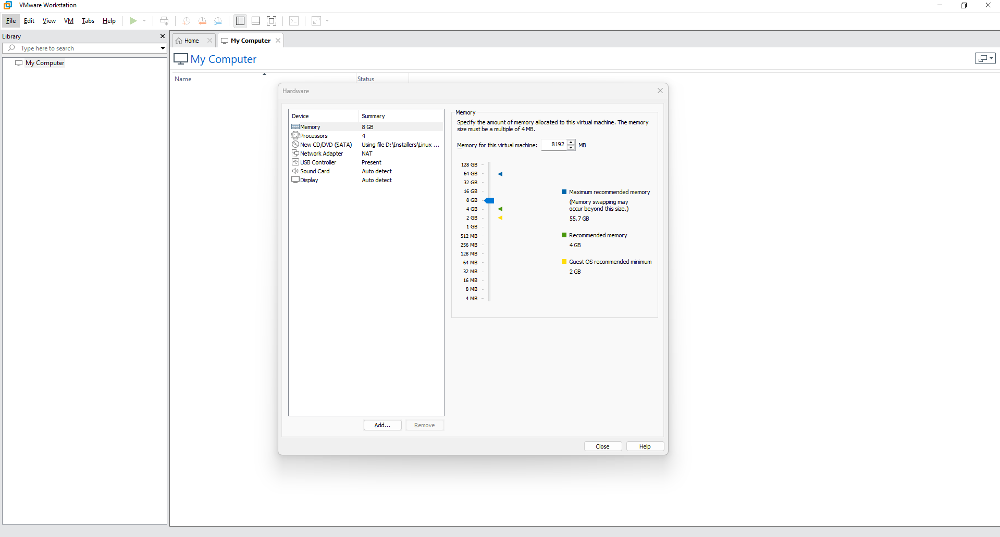 VMware Workstation
File Edit View VM Tabs Help
Library
Type here to search
My Computer
Home My Computer
My Computer
Name Status
Hardware
Device Summary
Memory 8 GB
Processors 4
New CD/DVD (SATA) Using file D:\Installers\Linux ...
Network Adapter NAT
USB Controller Present
Sound Card Auto detect
Display Auto detect
Add... Remove
Memory
Specify the amount of memory allocated to this virtual machine. The memory
size must be a multiple of 4 MB.
Memory for this virtual machine: 8192 MB
128 GB
64 GB
32 GB
16 GB
8 GB
4 GB
2 GB
1 GB
512 MB
256 MB
128 MB
64 MB
32 MB
16 MB
8 MB
4 MB
Maximum recommended memory
(Memory swapping may
occur beyond this size.)
55.7 GB
Recommended memory
4 GB
Guest OS recommended minimum
2 GB
Close Help